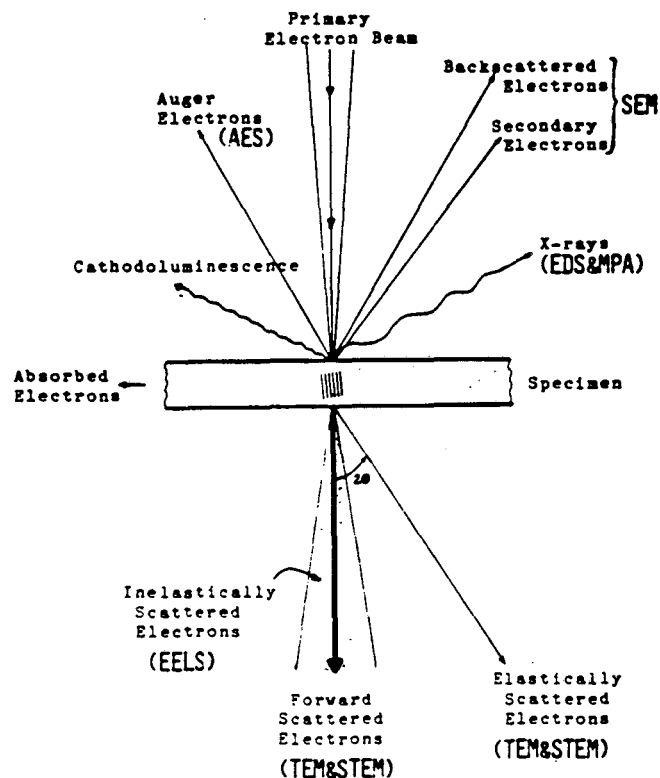 Primary
Electron Beam
Backscattered
Electrons
SEM
Auger
Electrons
(AES)
Secondary
Electrons
X-rays
(EDS&MPA)
Cathodoluminescence
Absorbed
Electrons
Specimen
2θ
Inelastically
Scattered
Electrons
(EELS)
Forward
Scattered
Electrons
(TEM&STEM)
Elastically
Scattered
Electrons
(TEM&STEM)